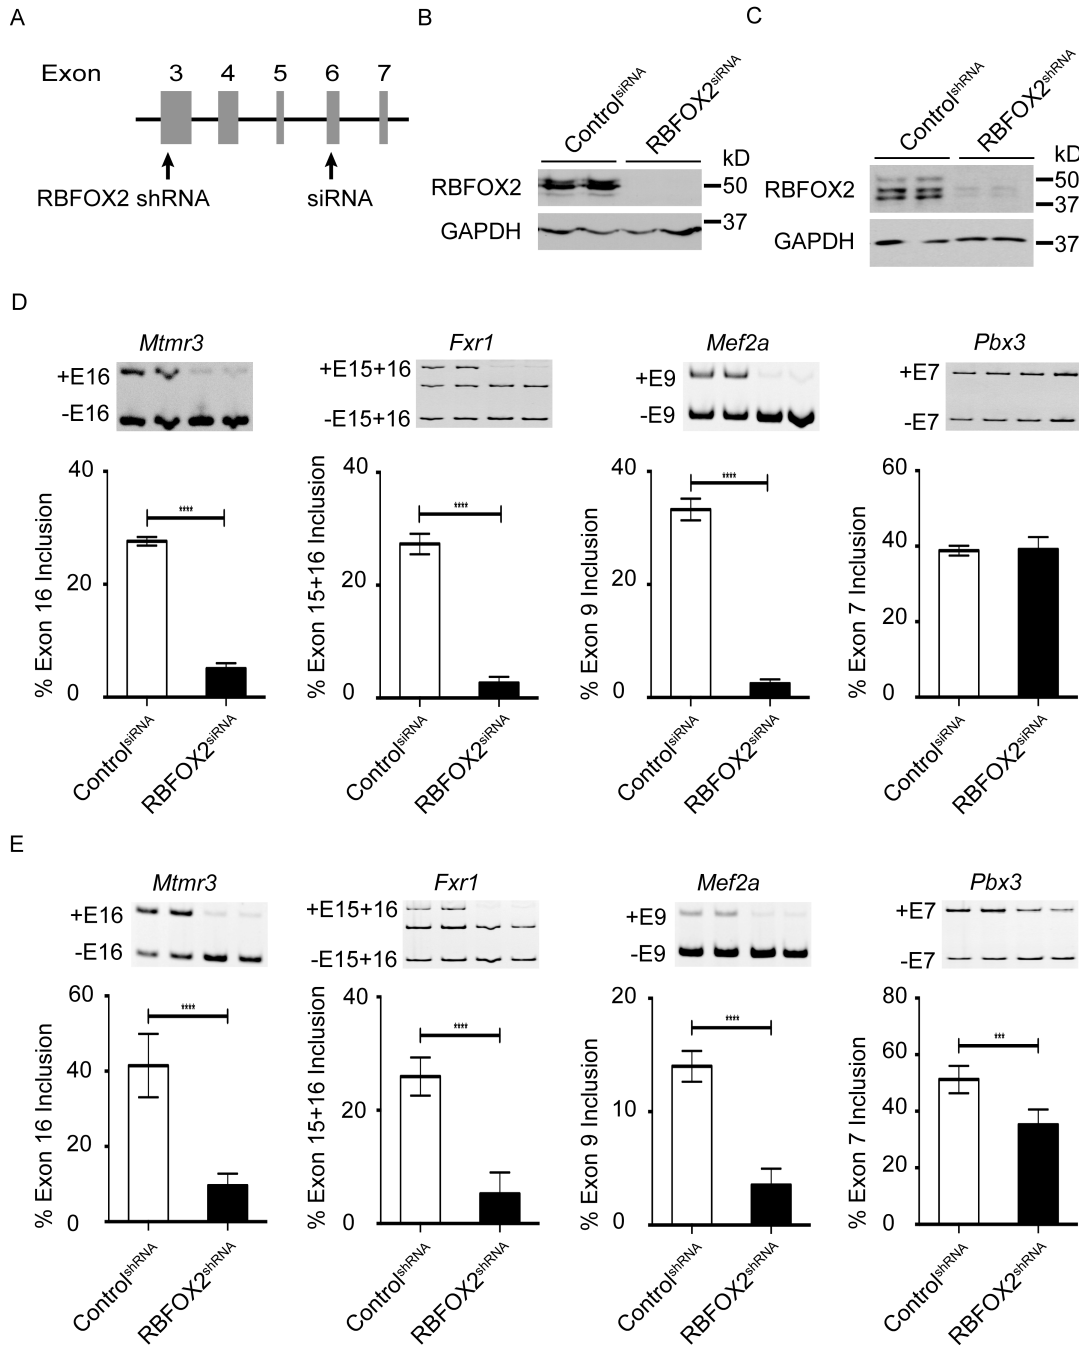 A
B
C
Exon 3 4 5 6 7
RBFOX2 shRNA
siRNA
Control^siRNA
RBFOX2^siRNA
kD
RBFOX2
50
37
GAPDH
Control^shRNA
RBFOX2^shRNA
kD
RBFOX2
50
37
GAPDH
37
D
Mtmr3
+E16
-E16
Fxr1
+E15+16
-E15+16
Mef2a
+E9
-E9
Pbx3
+E7
-E7
% Exon 16 Inclusion
40
20
0
****
Control^siRNA
RBFOX2^siRNA
% Exon 15+16 Inclusion
40
20
0
****
Control^siRNA
RBFOX2^siRNA
% Exon 9 Inclusion
40
20
0
****
Control^siRNA
RBFOX2^siRNA
% Exon 7 Inclusion
60
40
20
0
Control^siRNA
RBFOX2^siRNA
E
Mtmr3
+E16
-E16
Fxr1
+E15+16
-E15+16
Mef2a
+E9
-E9
Pbx3
+E7
-E7
% Exon 16 Inclusion
60
40
20
0
****
Control^shRNA
RBFOX2^shRNA
% Exon 15+16 Inclusion
40
20
0
****
Control^shRNA
RBFOX2^shRNA
% Exon 9 Inclusion
20
10
0
****
Control^shRNA
RBFOX2^shRNA
% Exon 7 Inclusion
80
60
40
20
0
***
Control^shRNA
RBFOX2^shRNA